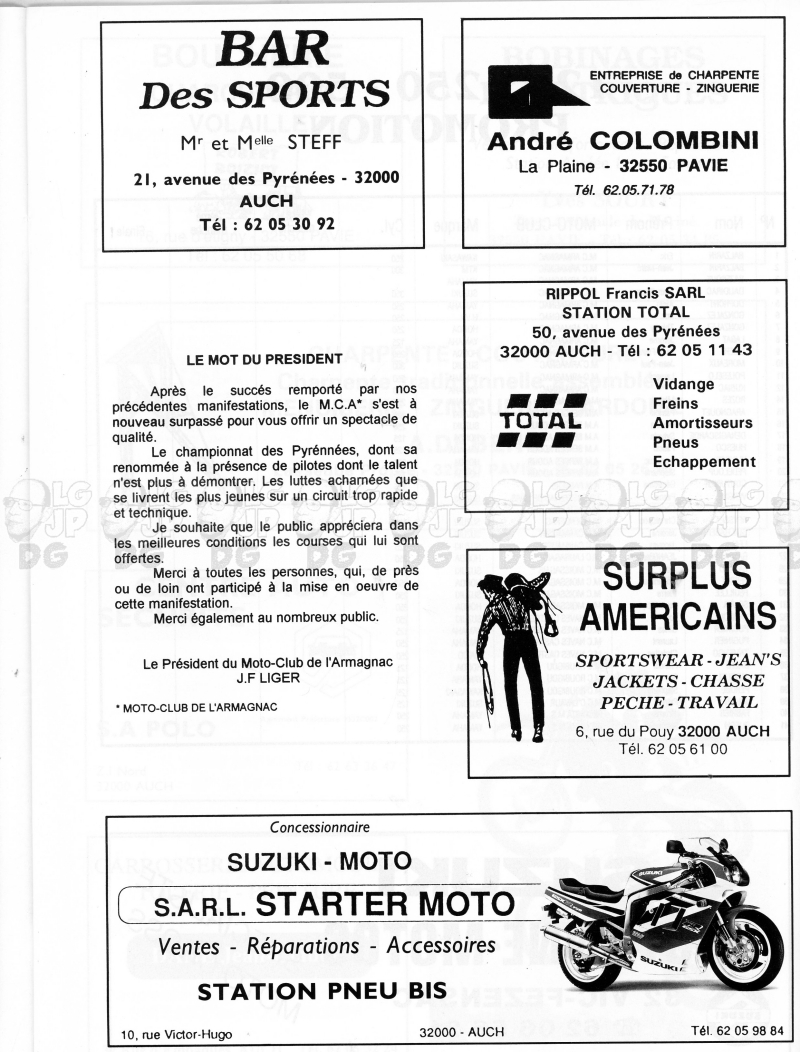 BAR
Des SPORTS
Mr et Melle STEFF
21, avenue des Pyrénées - 32000
AUCH
Tél : 62 05 30 92
ENTREPRISE de CHARPENTE
COUVERTURE - ZINGUERIE
André COLOMBINI
La Plaine - 32550 PAVIE
Tél. 62.05.71.78
RIPPOL Francis SARL
STATION TOTAL
50, avenue des Pyrénées
32000 AUCH - Tél : 62 05 11 43
TOTAL
Vidange
Freins
Amortisseurs
Pneus
Echappement
LE MOT DU PRESIDENT
Après le succés remporté par nos
précédentes manifestations, le M.C.A* s'est à
nouveau surpassé pour vous offrir un spectacle de
qualité.
Le championnat des Pyrénnées, dont sa
renommée à la présence de pilotes dont le talent
n'est plus à démontrer. Les luttes acharnées que
se livrent les plus jeunes sur un circuit trop rapide
et technique.
Je souhaite que le public appréciera dans
les meilleures conditions les courses qui lui sont
offertes.
Merci à toutes les personnes, qui, de près
ou de loin ont participé à la mise en oeuvre de
cette manifestation.
Merci également au nombreux public.
Le Président du Moto-Club de l'Armagnac
J.F LIGER
* MOTO-CLUB DE L'ARMAGNAC
SURPLUS
AMERICAINS
SPORTSWEAR - JEAN'S
JACKETS - CHASSE
PECHE - TRAVAIL
6, rue du Pouy 32000 AUCH
Tél. 62 05 61 00
Concessionnaire
SUZUKI - MOTO
S.A.R.L. STARTER MOTO
Ventes - Réparations - Accessoires
STATION PNEU BIS
10, rue Victor-Hugo
32000 - AUCH
Tél. 62 05 98 84
SUZUKI
SUZUKI
LG
JP
DG